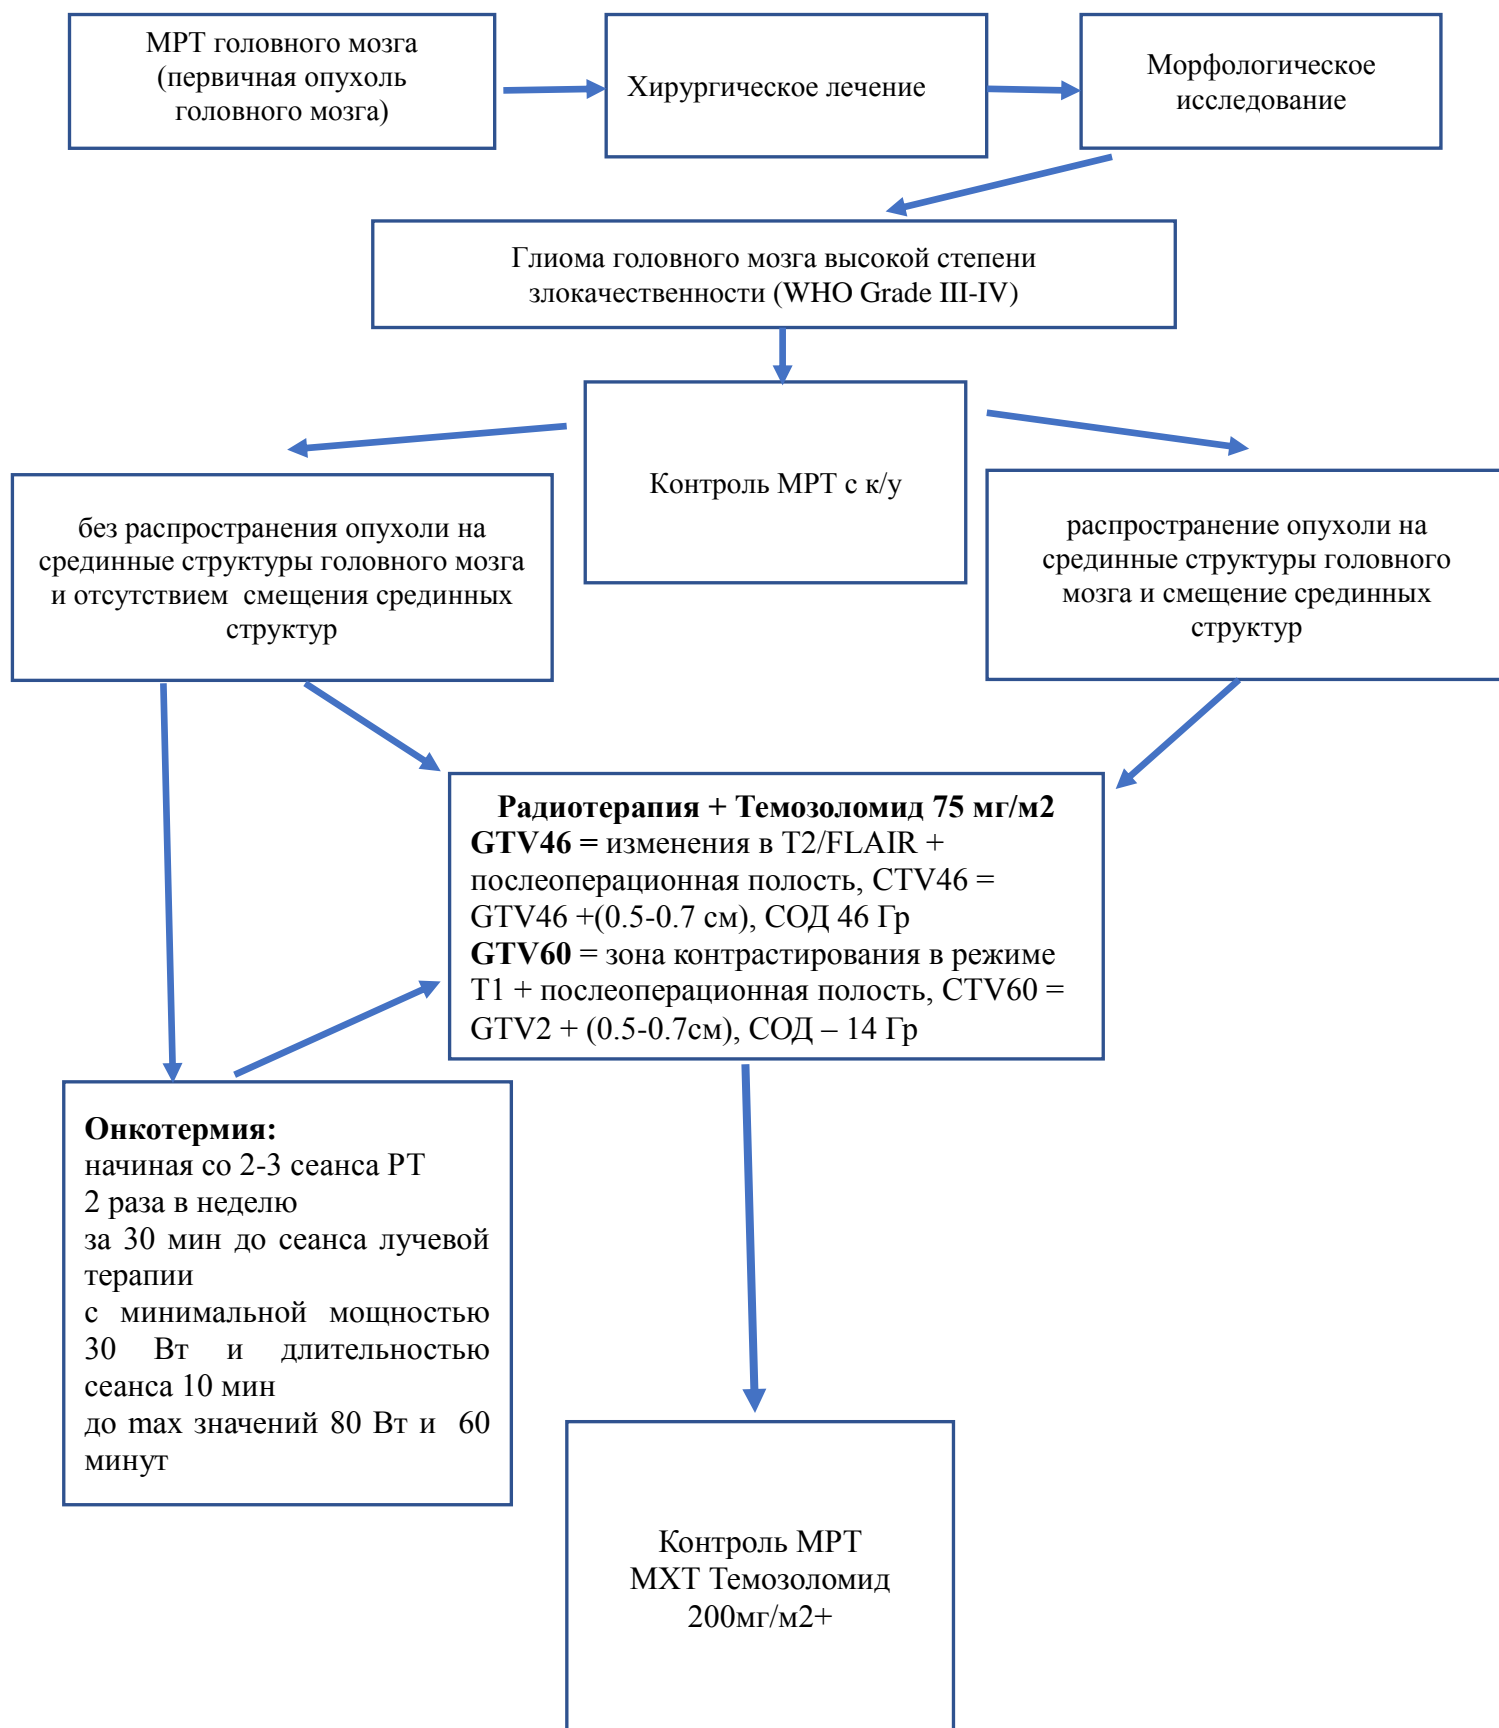 МРТ головного мозга
(первичная опухоль
головного мозга)
Хирургическое лечение
Морфологическое
исследование
Глиома головного мозга высокой степени
злокачественности (WHO Grade III-IV)
Контроль МРТ с к/у
без распространения опухоли на
срединные структуры головного мозга
и отсутствием смещения срединных
структур
распространение опухоли на
срединные структуры головного
мозга и смещение срединных
структур
Радиотерапия + Темозоломид 75 мг/м2
GTV46 = изменения в T2/FLAIR +
послеоперационная полость, CTV46 =
GTV46 +(0.5-0.7 см), СОД 46 Гр
GTV60 = зона контрастирования в режиме
T1 + послеоперационная полость, CTV60 =
GTV2 + (0.5-0.7см), СОД – 14 Гр
Онкотермия:
начиная со 2-3 сеанса РТ
2 раза в неделю
за 30 мин до сеанса лучевой
терапии
с минимальной мощностью
30 Вт и длительностью
сеанса 10 мин
до max значений 80 Вт и 60
минут
Контроль МРТ
МХТ Темозоломид
200мг/м2+